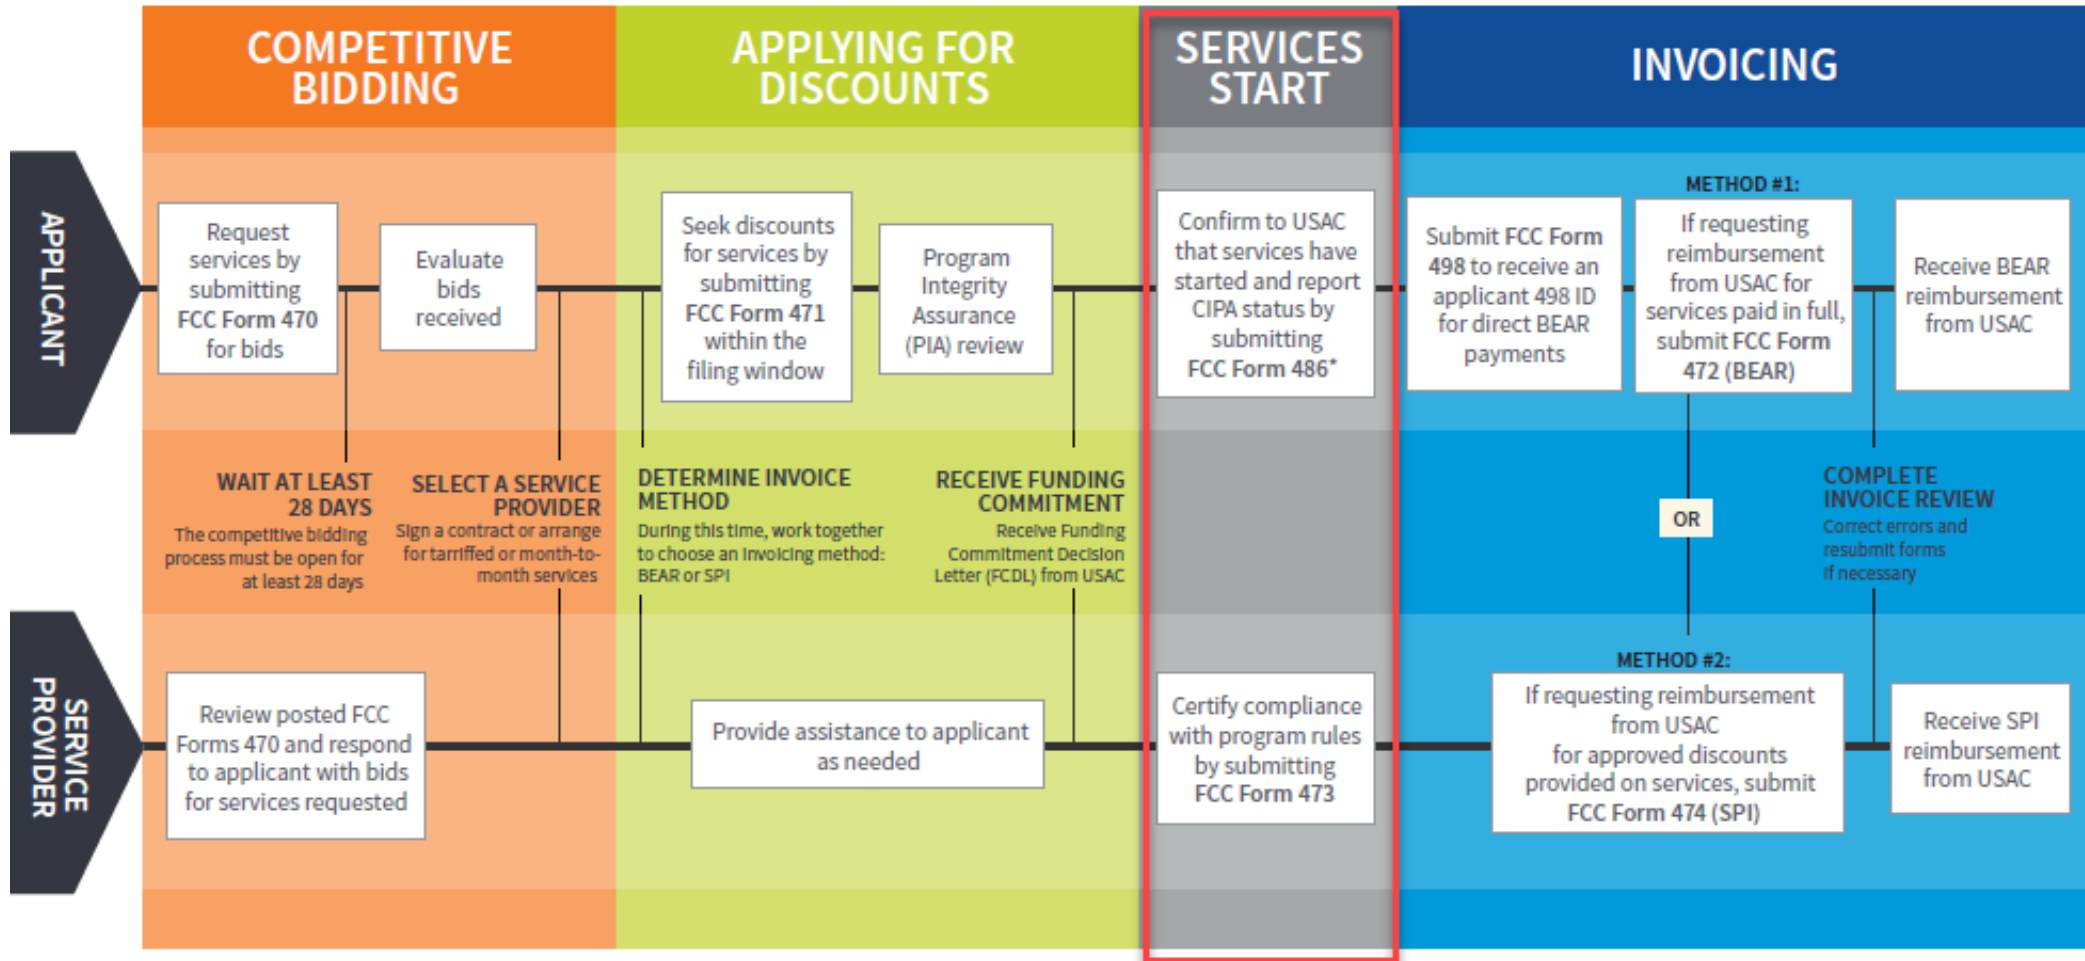 COMPETITIVE
BIDDING
APPLYING FOR
DISCOUNTS
SERVICES
START
INVOICING
APPLICANT
Request
services by
submitting
FCC Form 470
for bids
Evaluate
bids
received
Seek discounts
for services by
submitting
FCC Form 471
within the
filing window
Program
Integrity
Assurance
(PIA) review
Confirm to USAC
that services have
started and report
CIPA status by
submitting
FCC Form 486*
Submit FCC Form
498 to receive an
applicant 498 ID
for direct BEAR
payments
METHOD #1:
If requesting
reimbursement
from USAC for
services paid in full,
submit FCC Form
472 (BEAR)
Receive BEAR
reimbursement
from USAC
WAIT AT LEAST
28 DAYS
The competitive bidding
process must be open for
at least 28 days
SELECT A SERVICE
PROVIDER
Sign a contract or arrange
for tarriffed or month-to-
month services
DETERMINE INVOICE
METHOD
During this time, work together
to choose an invoicing method:
BEAR or SPI
RECEIVE FUNDING
COMMITMENT
Receive Funding
Commitment Decision
Letter (FCDL) from USAC
OR
COMPLETE
INVOICE REVIEW
Correct errors and
resubmit forms
if necessary
SERVICE
PROVIDER
Review posted FCC
Forms 470 and respond
to applicant with bids
for services requested
Provide assistance to applicant
as needed
Certify compliance
with program rules
by submitting
FCC Form 473
METHOD #2:
If requesting reimbursement
from USAC
for approved discounts
provided on services, submit
FCC Form 474 (SPI)
Receive SPI
reimbursement
from USAC